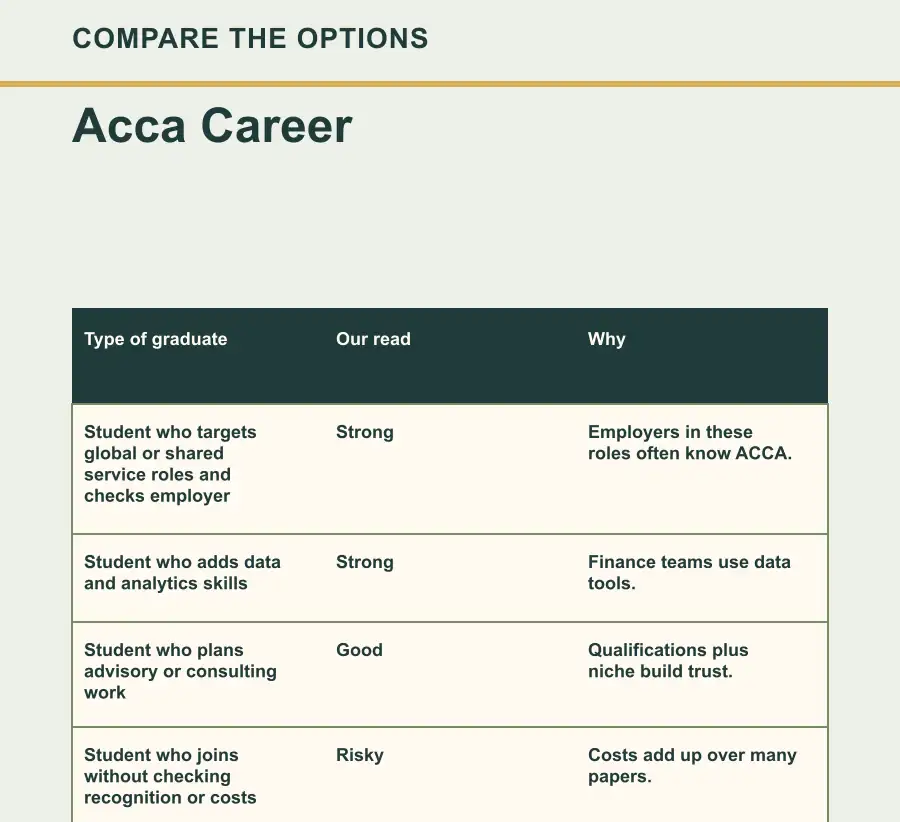 COMPARE THE OPTIONS
Acca Career
Type of graduate
Our read
Why
Student who targets
global or shared
service roles and
checks employer
Strong
Employers in these
roles often know ACCA.
Student who adds data
and analytics skills
Strong
Finance teams use data
tools.
Student who plans
advisory or consulting
work
Good
Qualifications plus
niche build trust.
Student who joins
without checking
recognition or costs
Risky
Costs add up over many
papers.